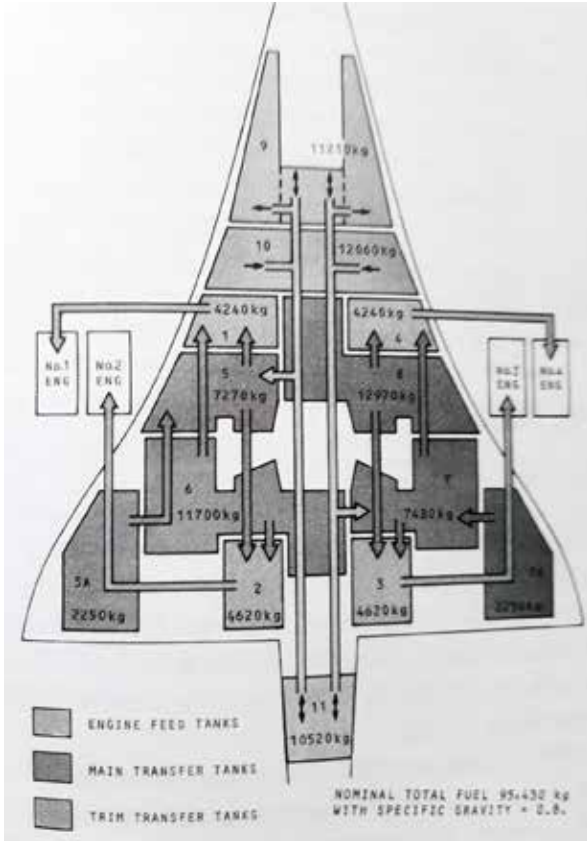 9
11210kg
10
12060kg
4240kg
1
4240kg
4
No.1
ENG
No.2
ENG
No.3
ENG
No.4
ENG
5
7270kg
8
12970kg
6
11700kg
7
7430kg
5A
2250kg
2
4620kg
3
4620kg
11
10520kg
ENGINE FEED TANKS
MAIN TRANSFER TANKS
TRIM TRANSFER TANKS
NOMINAL TOTAL FUEL 95.430 kg
WITH SPECIFIC GRAVITY = 0.8.